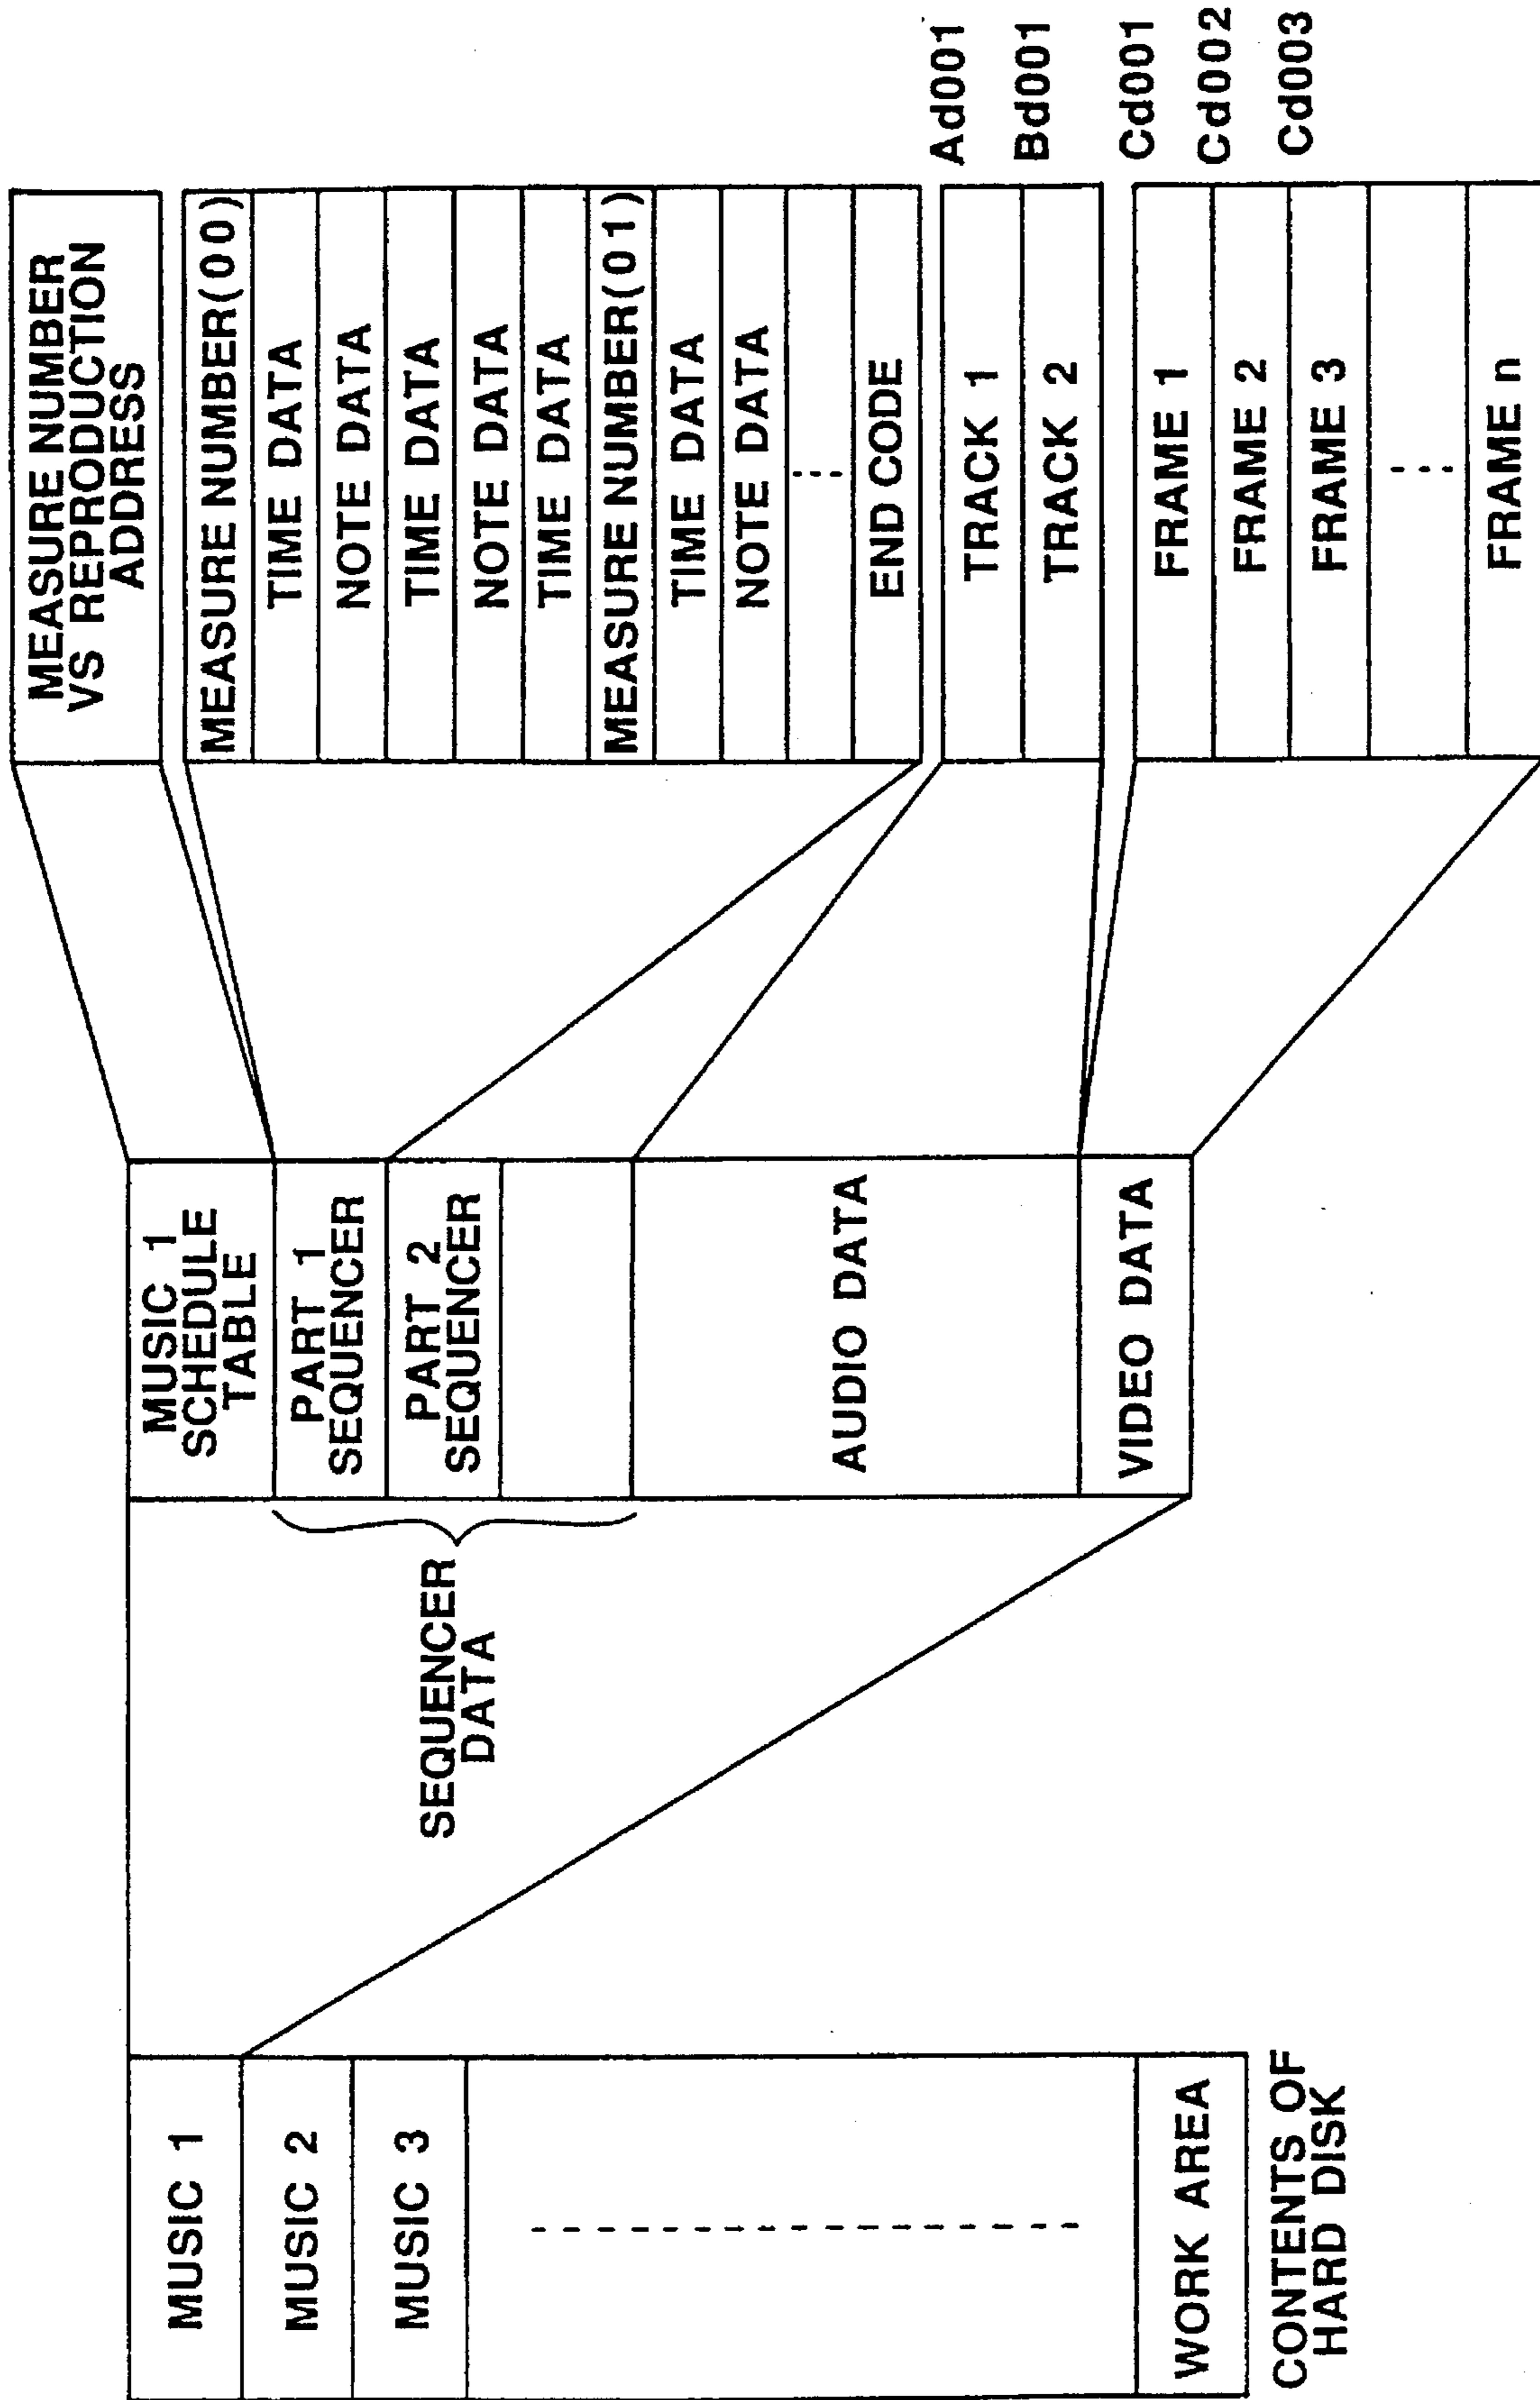 MUSIC 1
MUSIC 2
MUSIC 3
WORK AREA
CONTENTS OF
HARD DISK
MUSIC 1
SCHEDULE
TABLE
PART 1
SEQUENCER
PART 2
SEQUENCER
AUDIO DATA
VIDEO DATA
SEQUENCER
DATA
MEASURE NUMBER
VS REPRODUCTION
ADDRESS
MEASURE NUMBER(00)
TIME DATA
NOTE DATA
TIME DATA
NOTE DATA
TIME DATA
MEASURE NUMBER(01)
TIME DATA
NOTE DATA
END CODE
TRACK 1 Ad001
TRACK 2 Bd001
FRAME 1 Cd001
FRAME 2 Cd002
FRAME 3 Cd003
FRAME n